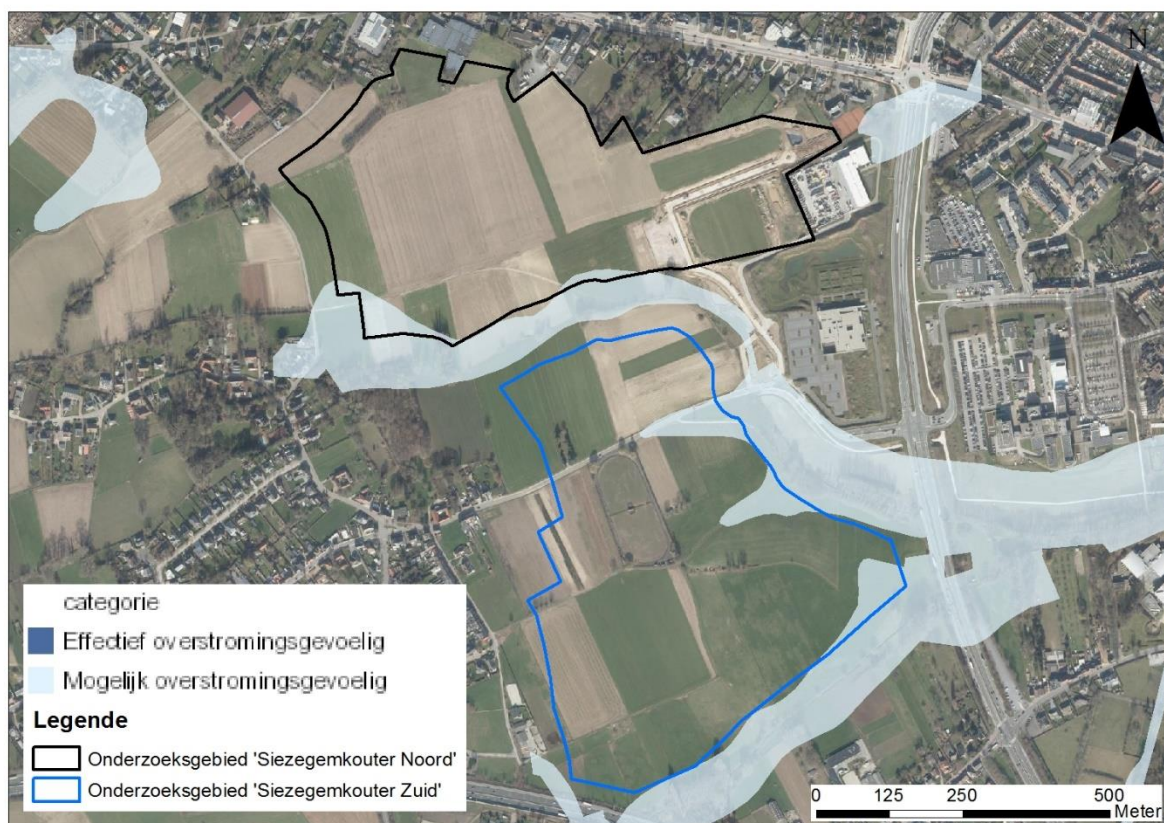 N
categorie
Effectief overstromingsgevoelig
Mogelijk overstromingsgevoelig
Legende
Onderzoeksgebied 'Siezegemkouter Noord'
Onderzoeksgebied 'Siezegemkouter Zuid'
0 125 250 500
Meter